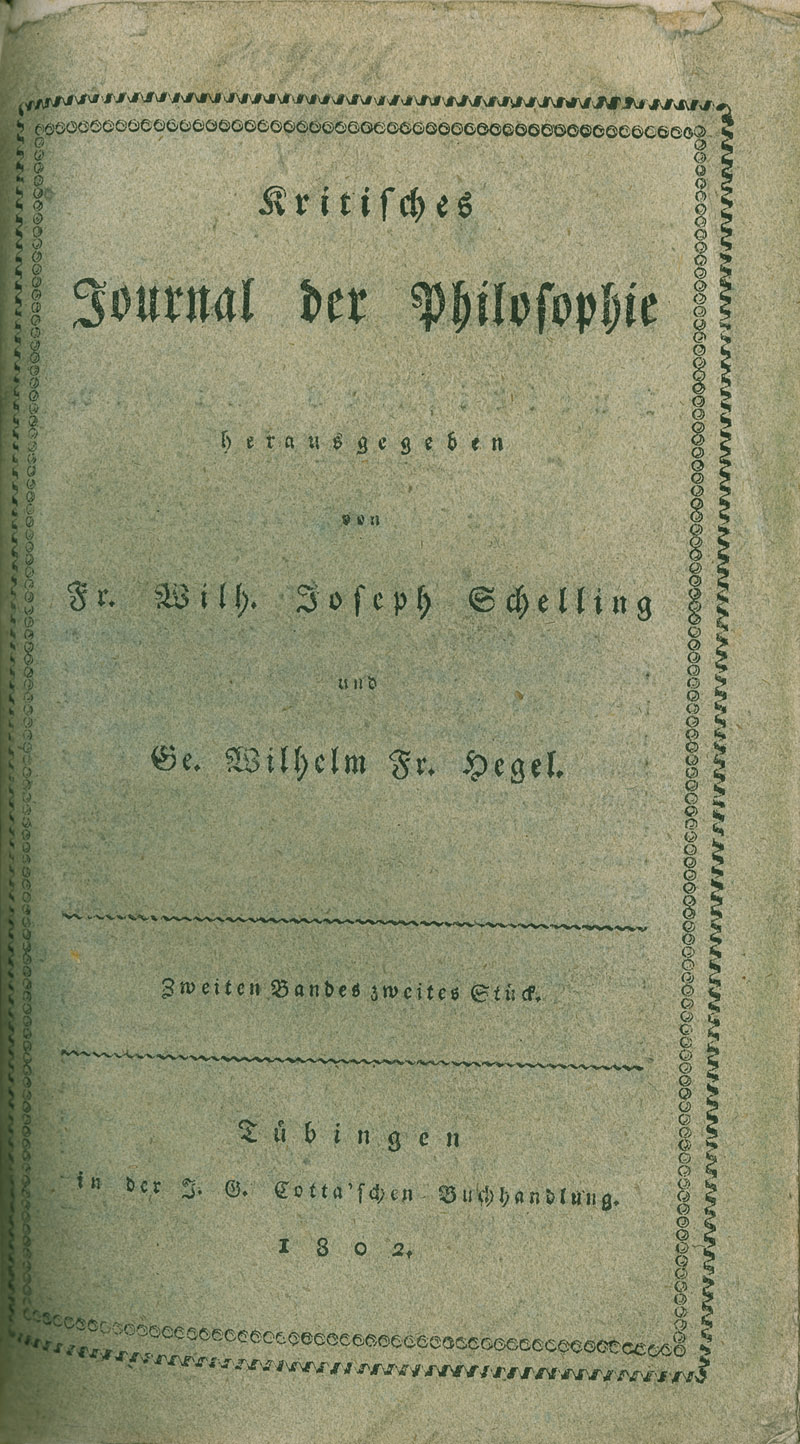 Kritisches
Journal der Philosophie
herausgegeben
von
Fr. Wilh. Joseph Schelling
und
Ge. Wilhelm Fr. Hegel.
Zweiten Bandes zweites Stück.
Tübingen
in der J. G. Cotta'schen Buchhandlung.
1802.